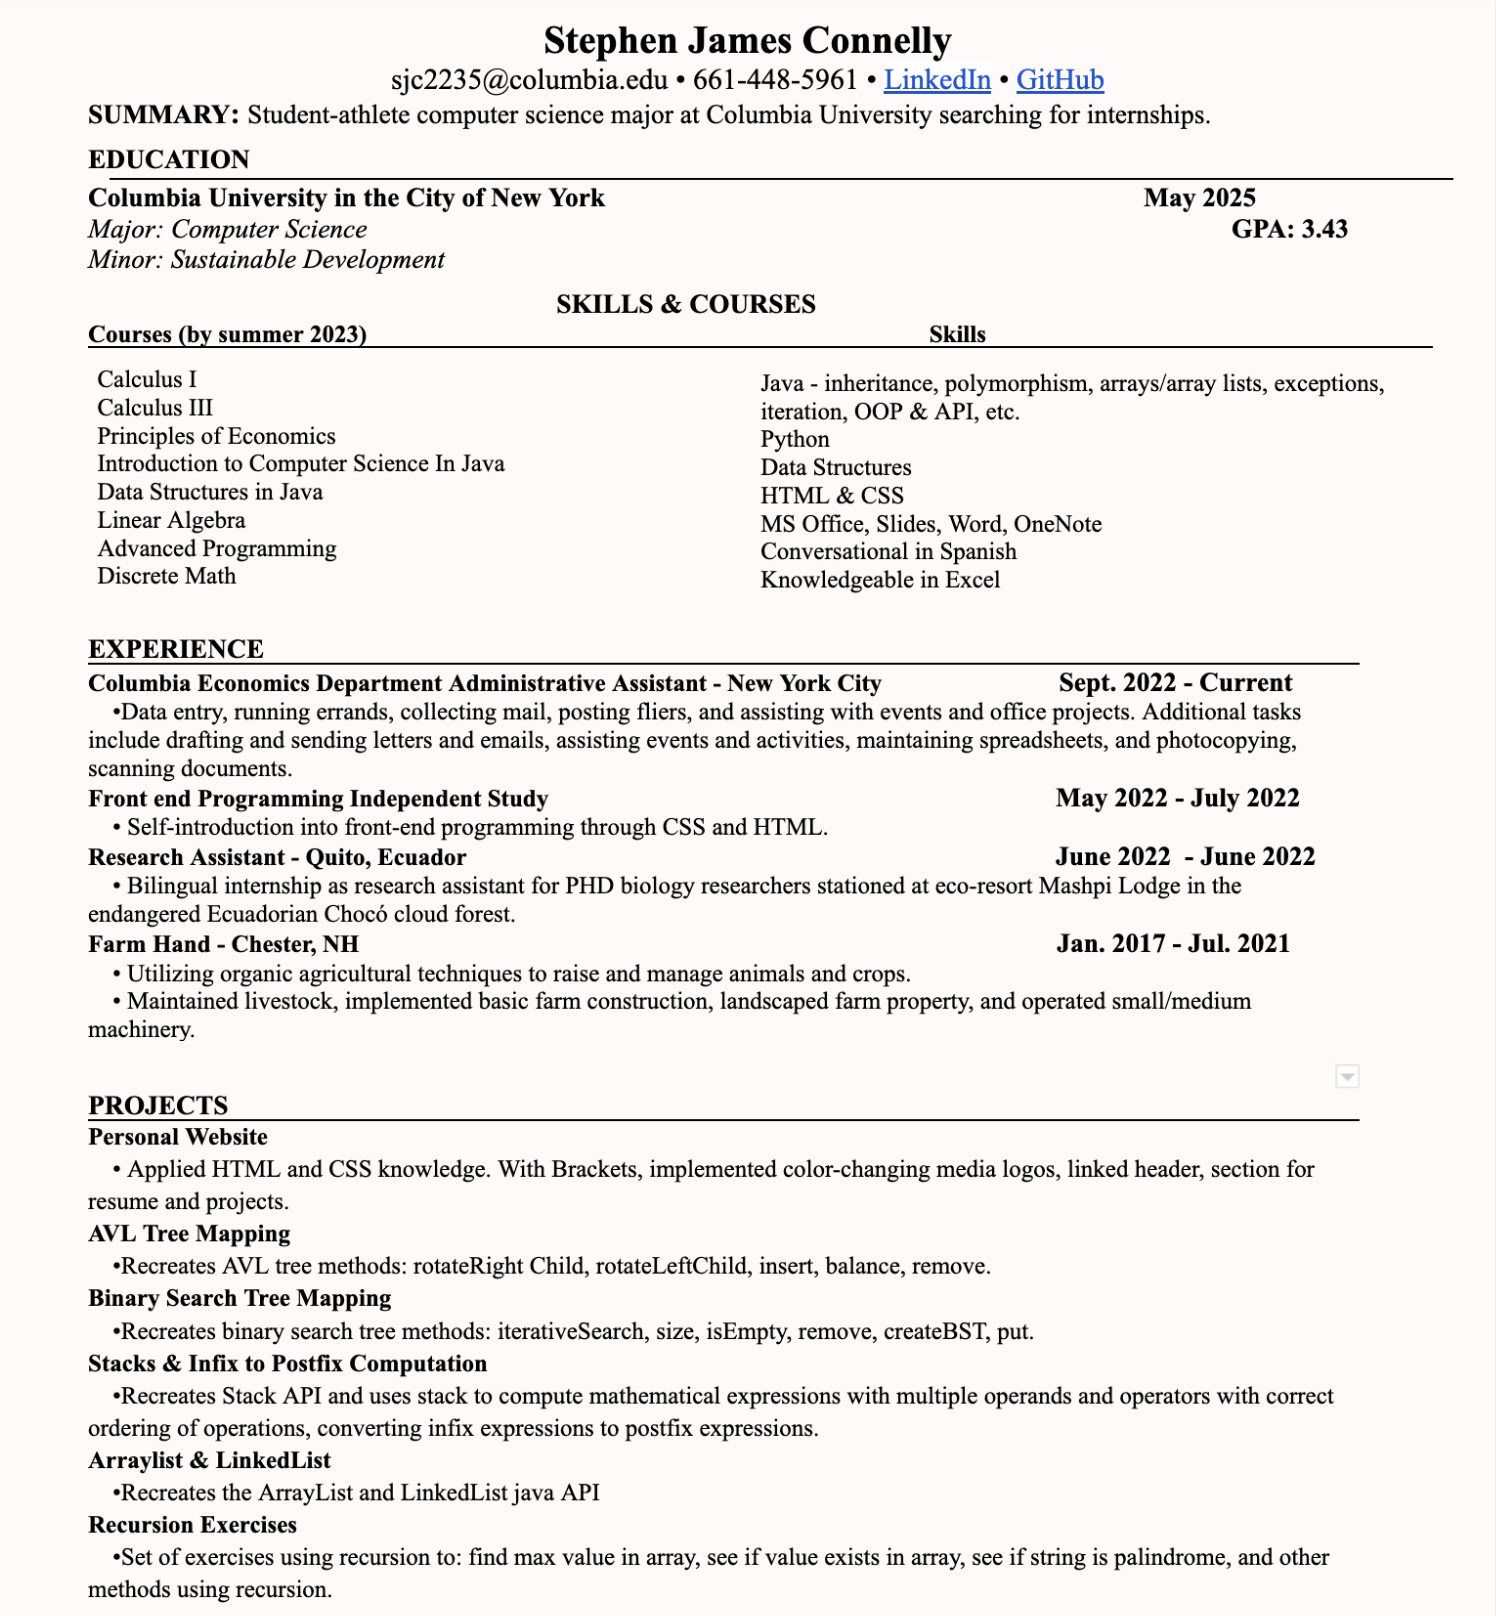 Stephen James Connelly
sjc2235@columbia.edu • 661-448-5961 • LinkedIn • GitHub
SUMMARY: Student-athlete computer science major at Columbia University searching for internships.
EDUCATION
Columbia University in the City of New York May 2025
Major: Computer Science GPA: 3.43
Minor: Sustainable Development
SKILLS & COURSES
Courses (by summer 2023) Skills
Calculus I
Calculus III
Principles of Economics
Introduction to Computer Science In Java
Data Structures in Java
Linear Algebra
Advanced Programming
Discrete Math
Java - inheritance, polymorphism, arrays/array lists, exceptions,
iteration, OOP & API, etc.
Python
Data Structures
HTML & CSS
MS Office, Slides, Word, OneNote
Conversational in Spanish
Knowledgeable in Excel
EXPERIENCE
Columbia Economics Department Administrative Assistant - New York City Sept. 2022 - Current
•Data entry, running errands, collecting mail, posting fliers, and assisting with events and office projects. Additional tasks
include drafting and sending letters and emails, assisting events and activities, maintaining spreadsheets, and photocopying,
scanning documents.
Front end Programming Independent Study May 2022 - July 2022
• Self-introduction into front-end programming through CSS and HTML.
Research Assistant - Quito, Ecuador June 2022 - June 2022
• Bilingual internship as research assistant for PHD biology researchers stationed at eco-resort Mashpi Lodge in the
endangered Ecuadorian Chocó cloud forest.
Farm Hand - Chester, NH Jan. 2017 - Jul. 2021
• Utilizing organic agricultural techniques to raise and manage animals and crops.
• Maintained livestock, implemented basic farm construction, landscaped farm property, and operated small/medium
machinery.
PROJECTS
Personal Website
• Applied HTML and CSS knowledge. With Brackets, implemented color-changing media logos, linked header, section for
resume and projects.
AVL Tree Mapping
•Recreates AVL tree methods: rotateRight Child, rotateLeftChild, insert, balance, remove.
Binary Search Tree Mapping
•Recreates binary search tree methods: iterativeSearch, size, isEmpty, remove, createBST, put.
Stacks & Infix to Postfix Computation
•Recreates Stack API and uses stack to compute mathematical expressions with multiple operands and operators with correct
ordering of operations, converting infix expressions to postfix expressions.
Arraylist & LinkedList
•Recreates the ArrayList and LinkedList java API
Recursion Exercises
•Set of exercises using recursion to: find max value in array, see if value exists in array, see if string is palindrome, and other
methods using recursion.